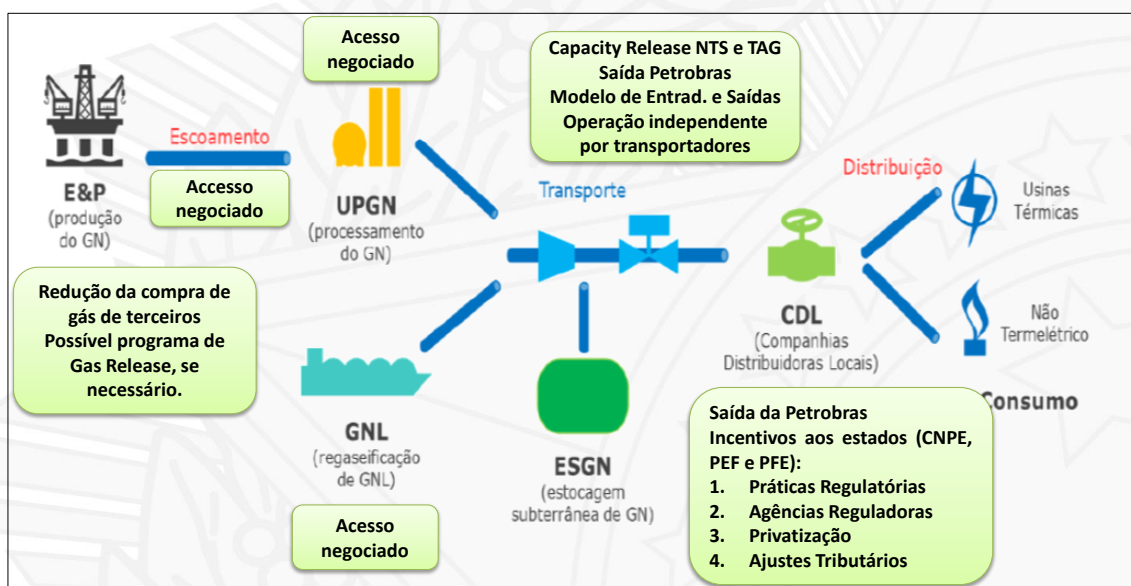 Acesso
negociado
Capacity Release NTS e TAG
Saída Petrobras
Modelo de Entrad. e Saídas
Operação independente
por transportadores
Escoamento
Accesso
negociado
E&P
(produção
do GN)
UPGN
(processamento
do GN)
Transporte
Distribuição
Usinas
Térmicas
Redução da compra de
gás de terceiros
Possível programa de
Gas Release, se
necessário.
CDL
(Companhias
Distribuidoras Locais)
Não
Termelétrico
Consumo
GNL
(regaseificação
de GNL)
ESGN
(estocagem
subterrânea de GN)
Acesso
negociado
Saída da Petrobras
Incentivos aos estados (CNPE,
PEF e PFE):
1. Práticas Regulatórias
2. Agências Reguladoras
3. Privatização
4. Ajustes Tributários